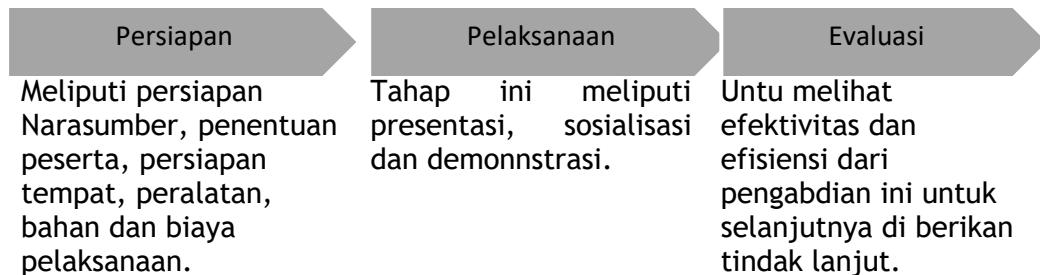 Persiapan
Meliputi persiapan
Narasumber, penentuan
peserta, persiapan
tempat, peralatan,
bahan dan biaya
pelaksanaan.
Pelaksanaan
Tahap ini meliputi
presentasi, sosialisasi
dan demonnstrasi.
Evaluasi
Untu melihat
efektivitas dan
efisiensi dari
pengabdian ini untuk
selanjutnya di berikan
tindak lanjut.